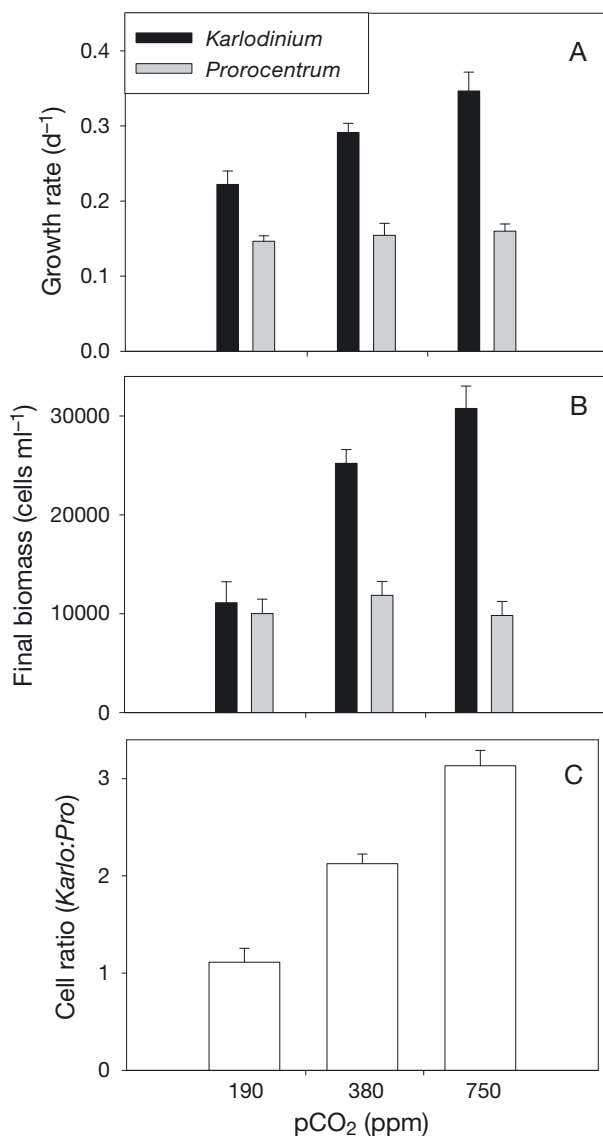 Karlodinium
Prorocentrum
A
Growth rate (d⁻¹)
0.4
0.3
0.2
0.1
0.0
B
Final biomass (cells ml⁻¹)
30000
20000
10000
0
C
Cell ratio (Karlo:Pro)
3
2
1
0
190 380 750
pCO₂ (ppm)